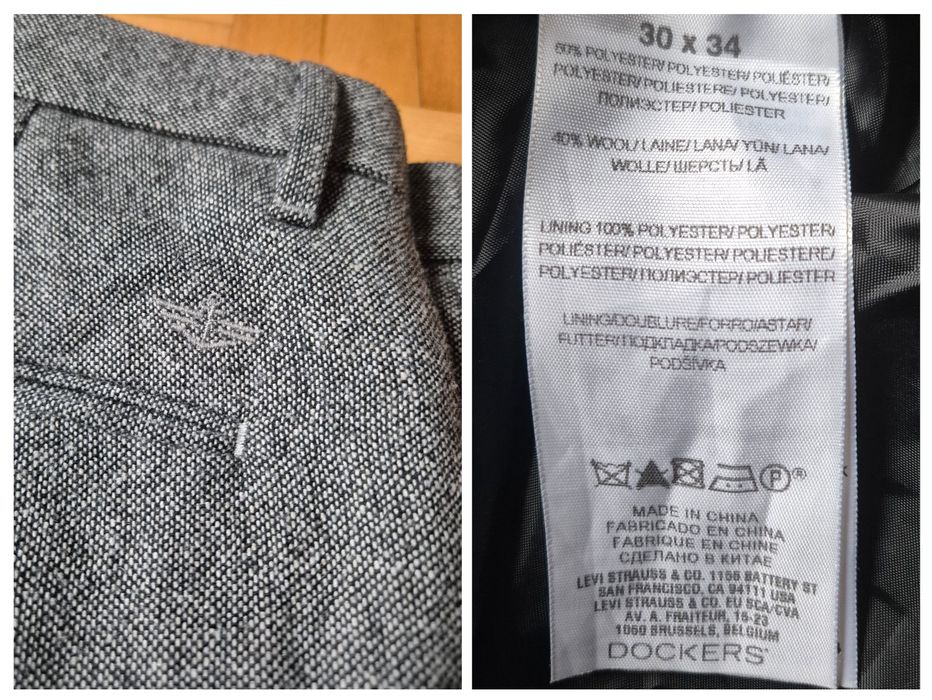 30 x 34
60% POLYESTER/ POLYESTER/ POLIÉSTER/
POLYESTER/ POLIESTERE/ POLYESTER/
ПОЛИЭСТЕР/ POLIESTER
40% WOOL/ LAINE/ LANA/ YÜN/ LANA/
WOLLE/ ШЕРСТЬ/ LÃ
LINING 100% POLYESTER/ POLYESTER/
POLIÉSTER/ POLYESTER/ POLIESTERE/
POLYESTER/ ПОЛИЭСТЕР/ POLIESTER
LINING/DOUBLURE/FORRO/ASTAR/
FUTTER/ПОДКЛАДКА/PODSZEWKA/
PODŠÍVKA
P
MADE IN CHINA
FABRICADO EN CHINA
FABRIQUE EN CHINE
СДЕЛАНО В КИТАЕ
LEVI STRAUSS & CO. 1155 BATTERY ST
SAN FRANCISCO, CA 94111 USA
LEVI STRAUSS & CO. EU SCA/CVA
AV. A. FRAITEUR, 15-23
1050 BRUSSELS, BELGIUM
DOCKERS